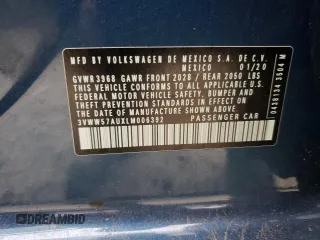 MFD BY VOLKSWAGEN DE MEXICO S.A. DE C.V.
MEXICO 01/20
GVWR 3968 GAWR FRONT 2028 / REAR 2050 LBS
THIS VEHICLE CONFORMS TO ALL APPLICABLE U.S.
FEDERAL MOTOR VEHICLE SAFETY, BUMPER, AND
THEFT PREVENTION STANDARDS IN EFFECT ON THE
DATE OF MANUFACTURE SHOWN ABOVE.
3VWW57AUXLM006392 PASSENGER CAR
0438134 3504 M
DREAMBID